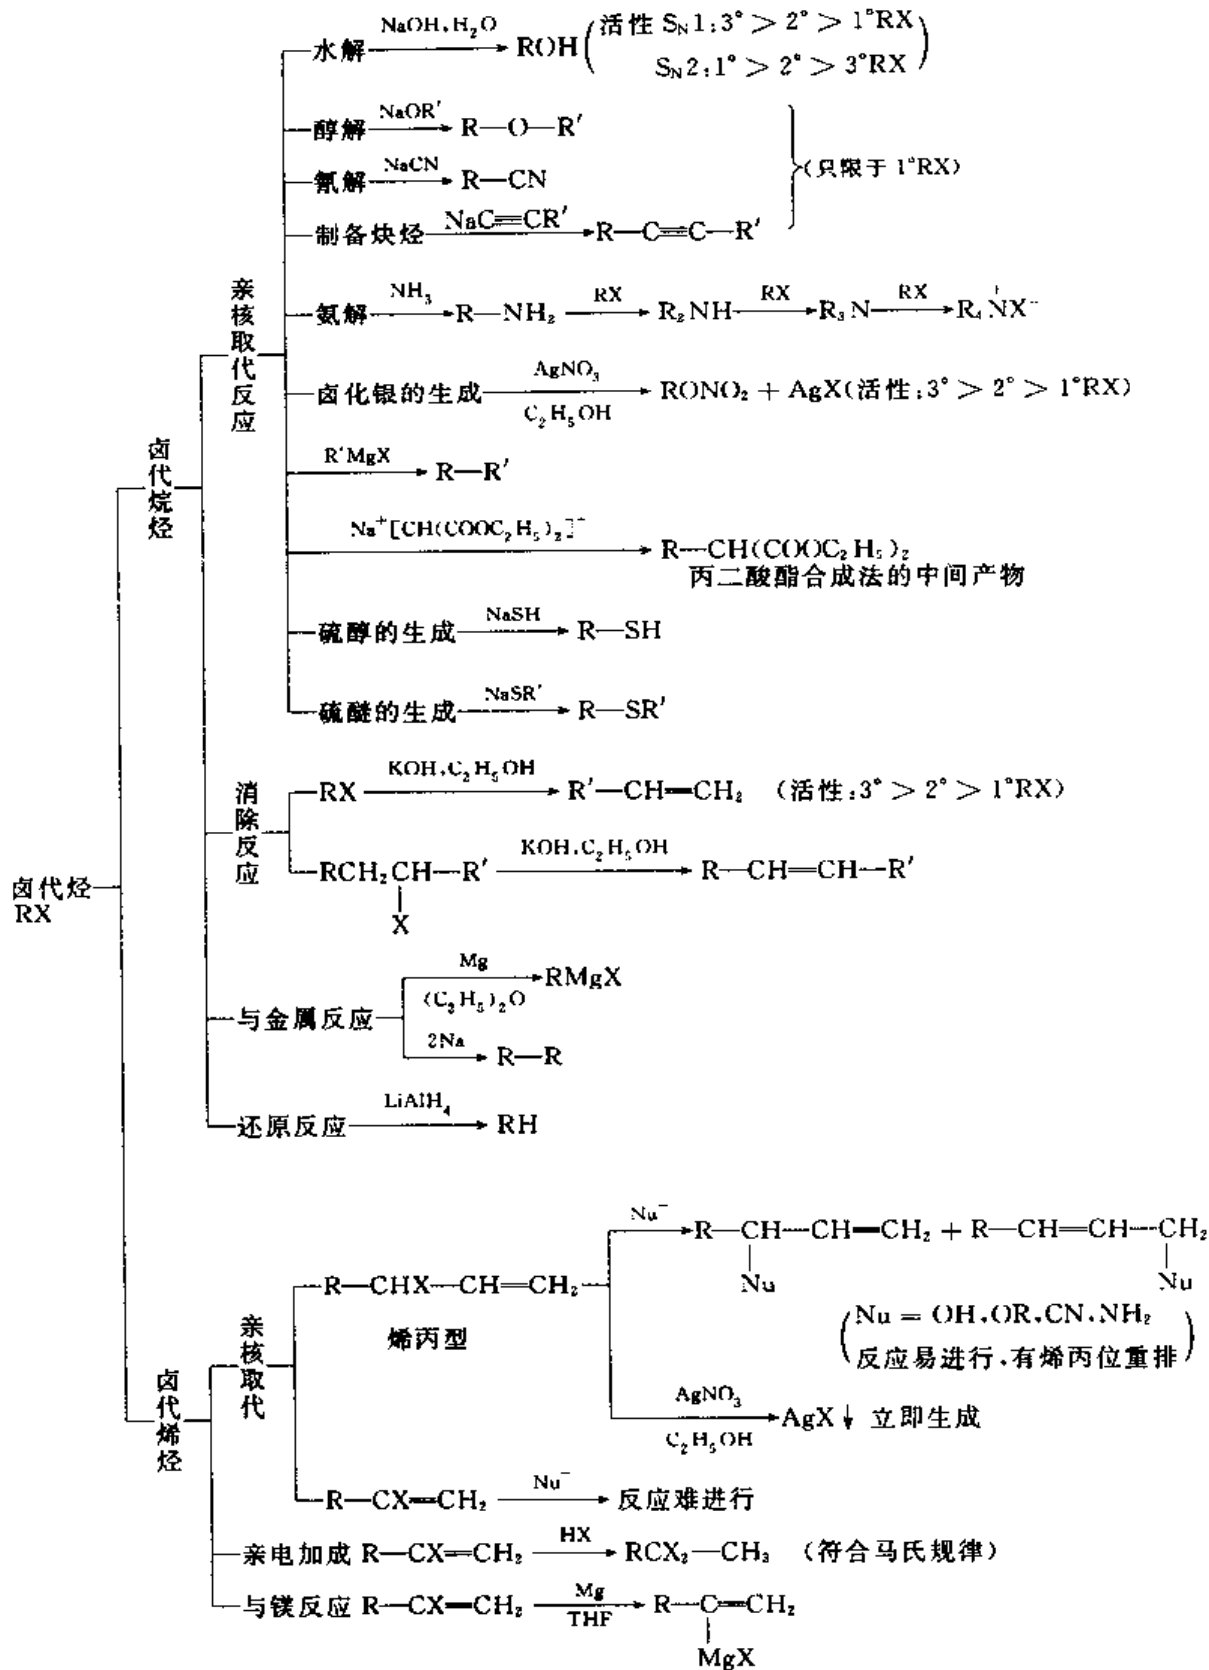 水解 NaOH,H₂O ROH (活性 Sₙ1:3°＞2°＞1°RX
Sₙ2:1°＞2°＞3°RX)
醇解 NaOR′ R—O—R′
氰解 NaCN R—CN
(只限于 1°RX)
制备炔烃 NaC≡CR′ R—C≡C—R′
亲核取代反应
氨解 NH₃ R—NH₂ RX R₂NH RX R₃N RX R₄N⁺X⁻
卤化银的生成 AgNO₃ C₂H₅OH RONO₂ + AgX(活性:3°＞2°＞1°RX)
卤代烷烃
R′MgX R—R′
Na⁺[CH(COOC₂H₅)₂]⁻ R—CH(COOC₂H₅)₂
丙二酸酯合成法的中间产物
硫醇的生成 NaSH R—SH
硫醚的生成 NaSR′ R—SR′
消除反应
RX KOH,C₂H₅OH R′—CH=CH₂ (活性:3°＞2°＞1°RX)
RCH₂CH—R′ KOH,C₂H₅OH R—CH=CH—R′
X
卤代烃
RX
与金属反应 Mg (C₂H₅)₂O RMgX
2Na R—R
还原反应 LiAlH₄ RH
Nu⁻ R—CH—CH=CH₂ + R—CH=CH—CH₂
Nu Nu
R—CHX—CH=CH₂
烯丙型
(Nu = OH,OR,CN,NH₂
反应易进行,有烯丙位重排)
亲核取代
卤代烯烃
AgNO₃ C₂H₅OH AgX↓ 立即生成
R—CX=CH₂ Nu⁻ 反应难进行
亲电加成 R—CX=CH₂ HX RCX₂—CH₃ (符合马氏规律)
与镁反应 R—CX=CH₂ Mg THF R—C=CH₂
MgX